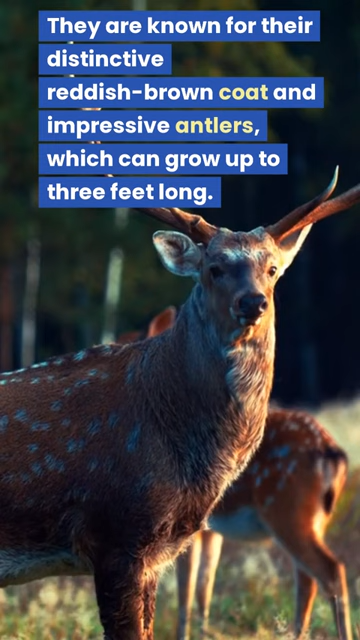 They are known for their
distinctive
reddish-brown coat and
impressive antlers,
which can grow up to
three feet long.